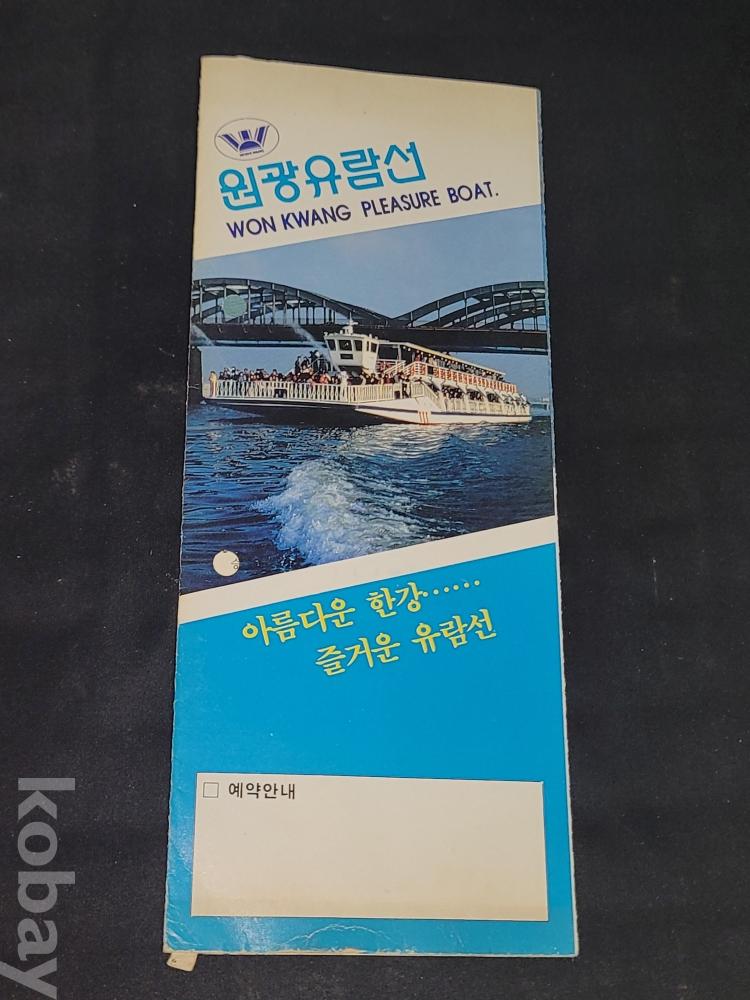 원광유람선
WON KWANG PLEASURE BOAT.
아름다운 한강……
즐거운 유람선
□ 예약안내
kobay